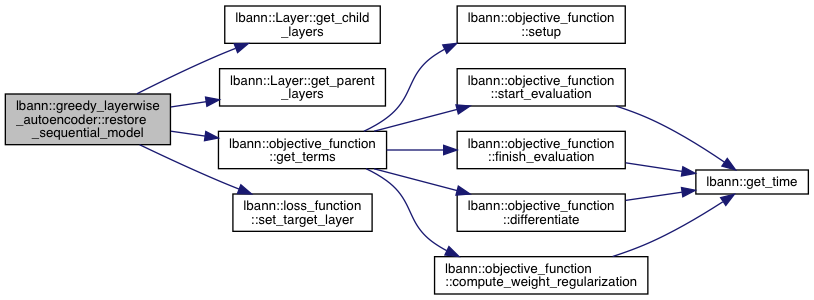 lbann::greedy_layerwise
_autoencoder::restore
_sequential_model
lbann::Layer::get_child
_layers
lbann::Layer::get_parent
_layers
lbann::objective_function
::get_terms
lbann::loss_function
::set_target_layer
lbann::objective_function
::setup
lbann::objective_function
::start_evaluation
lbann::objective_function
::finish_evaluation
lbann::objective_function
::differentiate
lbann::objective_function
::compute_weight_regularization
lbann::get_time